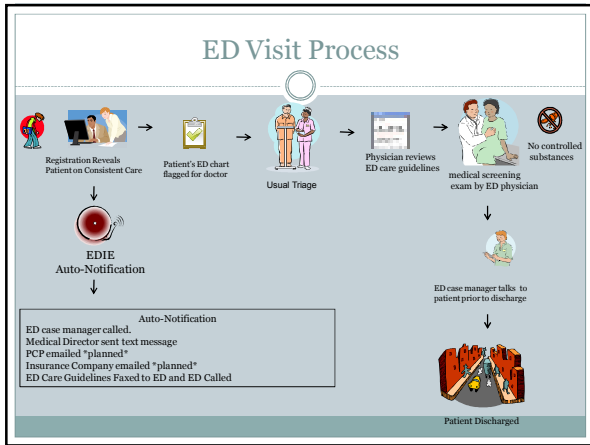 ED Visit Process
Registration Reveals
Patient on Consistent Care
Patient's ED chart
flagged for doctor
Usual Triage
Physician reviews
ED care guidelines
medical screening
exam by ED physician
No controlled
substances
EDIE
Auto-Notification
ED case manager talks to
patient prior to discharge
Auto-Notification
ED case manager called.
Medical Director sent text message
PCP emailed *planned*
Insurance Company emailed *planned*
ED Care Guidelines Faxed to ED and ED Called
Patient Discharged